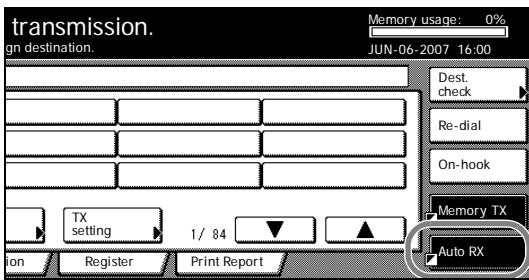 transmission.
Memory usage: 0%
gn destination.
JUN-06-2007 16:00
Dest.
check
Re-dial
On-hook
Memory TX
TX
setting
1/ 84
Auto RX
ion
Register
Print Report